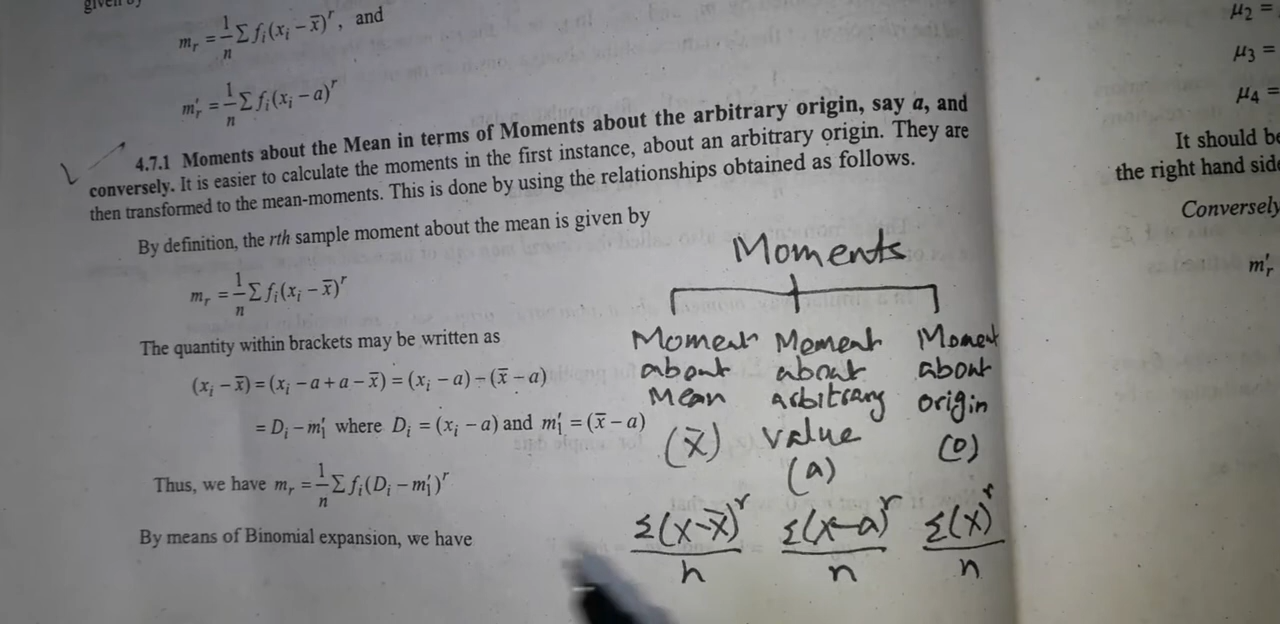 given by
m_r = 1/n Σ f_i(x_i − x̄)^r, and
m′_r = 1/n Σ f_i(x_i − a)^r
4.7.1 Moments about the Mean in terms of Moments about the arbitrary origin, say a, and
conversely. It is easier to calculate the moments in the first instance, about an arbitrary origin. They are
then transformed to the mean-moments. This is done by using the relationships obtained as follows.
By definition, the rth sample moment about the mean is given by
m_r = 1/n Σ f_i(x_i − x̄)^r
The quantity within brackets may be written as
(x_i − x̄) = (x_i − a + a − x̄) = (x_i − a) − (x̄ − a)
= D_i − m′_1 where D_i = (x_i − a) and m′_1 = (x̄ − a)
Thus, we have m_r = 1/n Σ f_i(D_i − m′_1)^r
By means of Binomial expansion, we have
Moments
Moment Moment Moment
about about about
Mean arbitrary origin
(x̄) value (0)
(a)
Σ(x−x̄)^r/n Σ(x−a)^r/n Σ(x)^r/n
μ_2 =
μ_3 =
μ_4 =
It should be
the right hand side
Conversely
m′_r